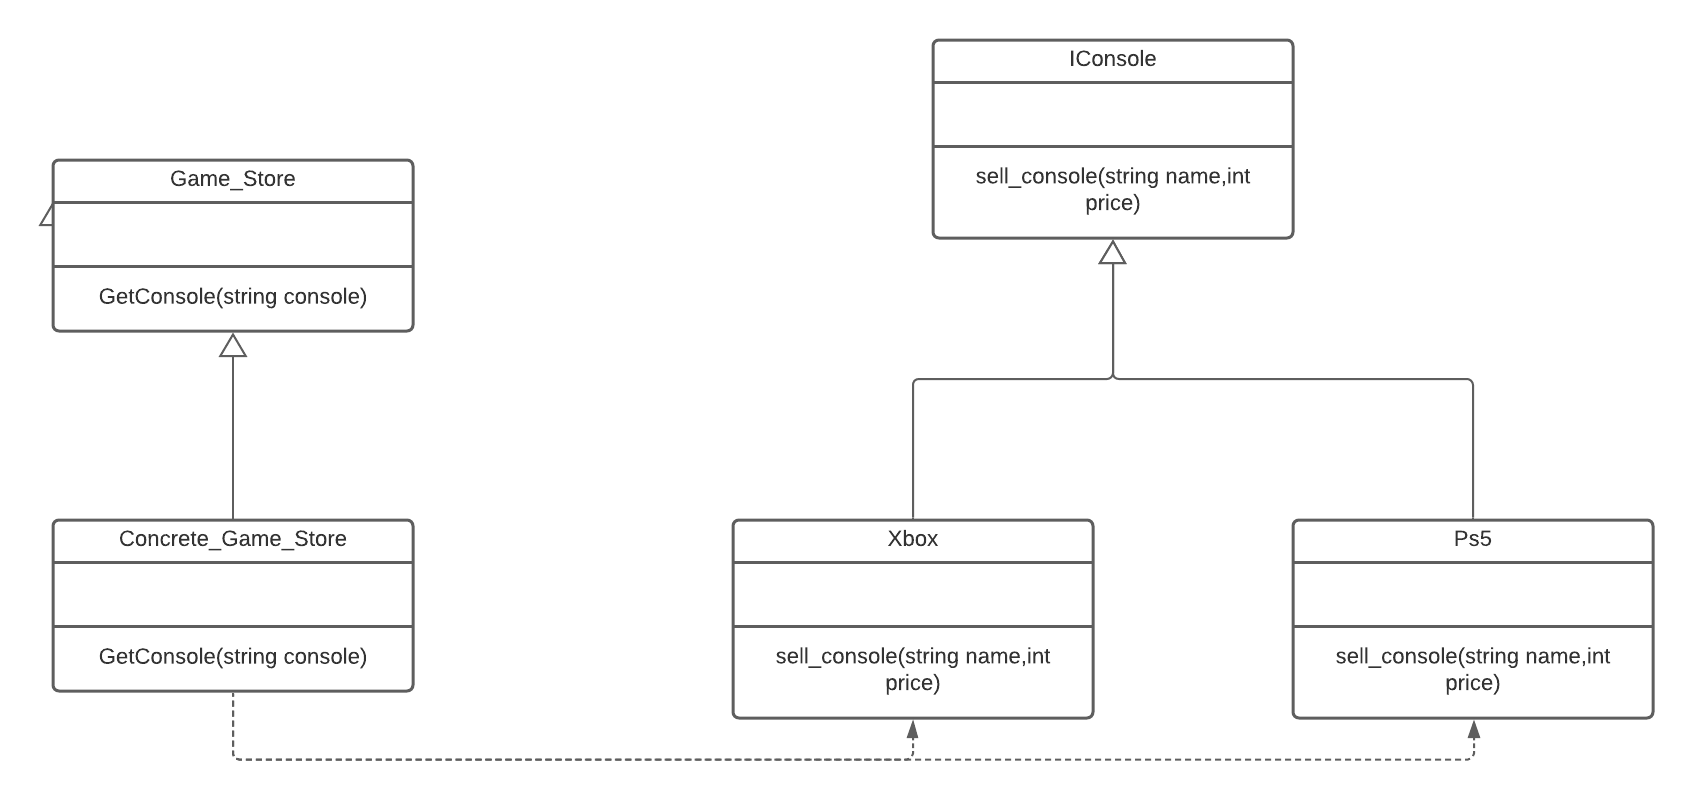 IConsole
sell_console(string name,int
price)
Game_Store
GetConsole(string console)
Concrete_Game_Store
GetConsole(string console)
Xbox
sell_console(string name,int
price)
Ps5
sell_console(string name,int
price)